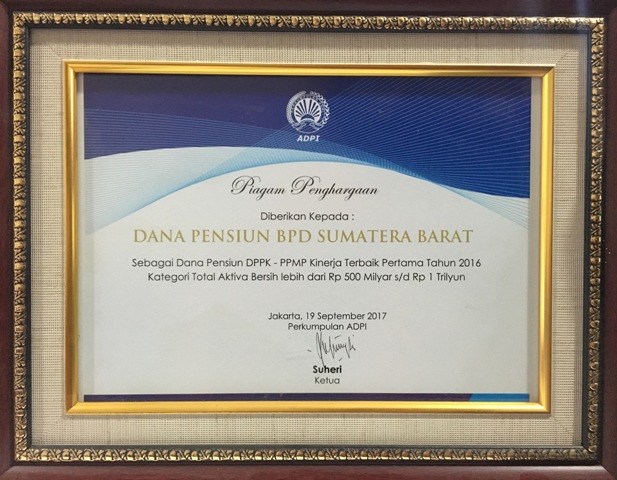 ADPI
Piagam Penghargaan
Diberikan Kepada :
DANA PENSIUN BPD SUMATERA BARAT
Sebagai Dana Pensiun DPPK - PPMP Kinerja Terbaik Pertama Tahun 2016
Kategori Total Aktiva Bersih lebih dari Rp 500 Milyar s/d Rp 1 Trilyun
Jakarta, 19 September 2017
Perkumpulan ADPI
Suheri
Ketua